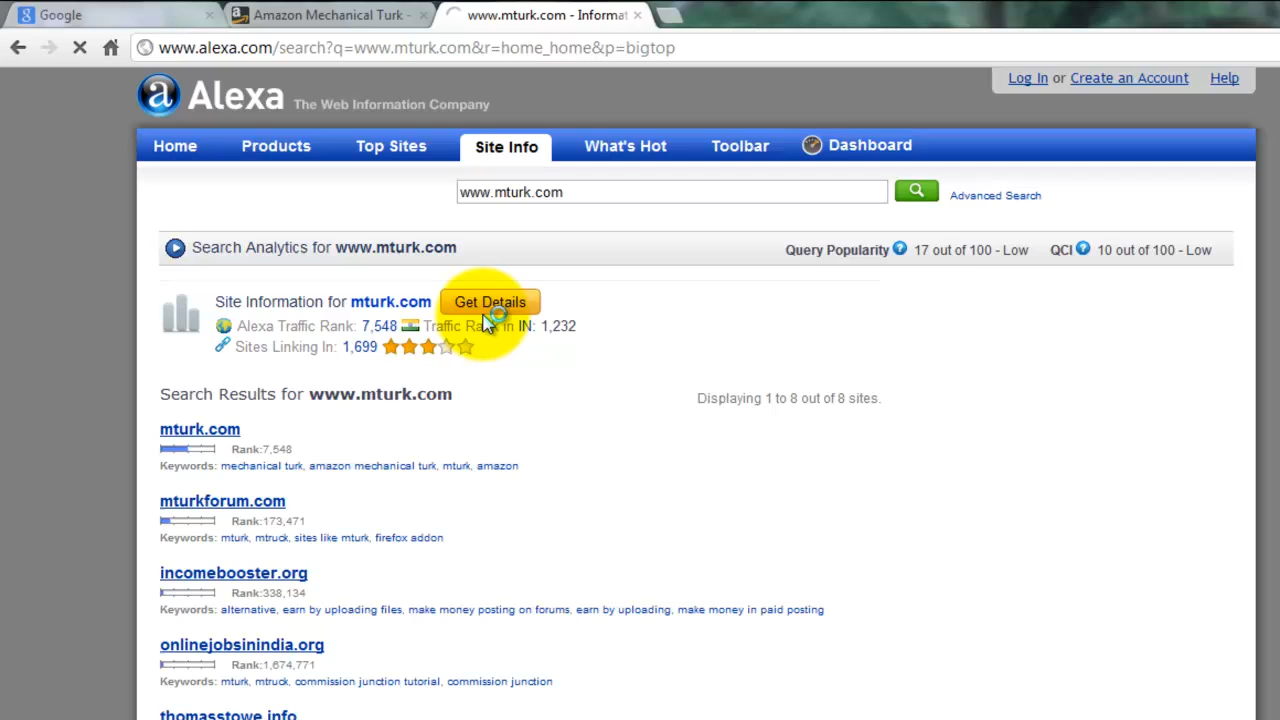 Google
Amazon Mechanical Turk -
www.mturk.com - Informat
www.alexa.com/search?q=www.mturk.com&r=home_home&p=bigtop
Log In or Create an Account Help
a Alexa The Web Information Company
Home Products Top Sites Site Info What's Hot Toolbar Dashboard
www.mturk.com Advanced Search
Search Analytics for www.mturk.com Query Popularity ? 17 out of 100 - Low QCI ? 10 out of 100 - Low
Site Information for mturk.com Get Details
Alexa Traffic Rank: 7,548 Traffic Rank in IN: 1,232
Sites Linking In: 1,699
Search Results for www.mturk.com Displaying 1 to 8 out of 8 sites.
mturk.com
Rank:7,548
Keywords: mechanical turk, amazon mechanical turk, mturk, amazon
mturkforum.com
Rank:173,471
Keywords: mturk, mtruck, sites like mturk, firefox addon
incomebooster.org
Rank:338,134
Keywords: alternative, earn by uploading files, make money posting on forums, earn by uploading, make money in paid posting
onlinejobsinindia.org
Rank:1,674,771
Keywords: mturk, mtruck, commission junction tutorial, commission junction
thomasstowe.info